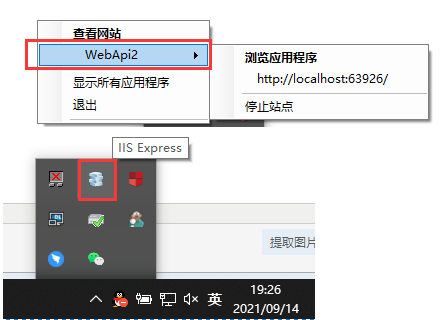 查看网站
WebApi2
显示所有应用程序
退出
浏览应用程序
http://localhost:63926/
停止站点
IIS Express
提取图片
英
19:26
2021/09/14